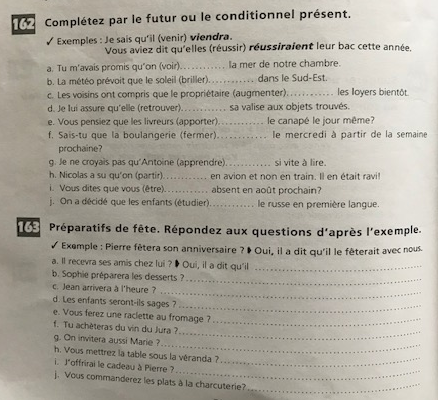 162 Complétez par le futur ou le conditionnel présent.
✓ Exemples : Je sais qu'il (venir) viendra.
Vous aviez dit qu'elles (réussir) réussiraient leur bac cette année.
a. Tu m'avais promis qu'on (voir)............ la mer de notre chambre.
b. La météo prévoit que le soleil (briller)............ dans le Sud-Est.
c. Les voisins ont compris que le propriétaire (augmenter)............ les loyers bientôt.
d. Je lui assure qu'elle (retrouver)............ sa valise aux objets trouvés.
e. Vous pensiez que les livreurs (apporter)............ le canapé le jour même?
f. Sais-tu que la boulangerie (fermer)............ le mercredi à partir de la semaine
prochaine?
g. Je ne croyais pas qu'Antoine (apprendre)............ si vite à lire.
h. Nicolas a su qu'on (partir)............ en avion et non en train. Il en était ravi!
i. Vous dites que vous (être)............ absent en août prochain?
j. On a décidé que les enfants (étudier)............ le russe en première langue.
163 Préparatifs de fête. Répondez aux questions d'après l'exemple.
✓ Exemple : Pierre fêtera son anniversaire ? ▶ Oui, il a dit qu'il le fêterait avec nous.
a. Il recevra ses amis chez lui ? ▶ Oui, il a dit qu'il ............
b. Sophie préparera les desserts ? ............
c. Jean arrivera à l'heure ? ............
d. Les enfants seront-ils sages ? ............
e. Vous ferez une raclette au fromage ? ............
f. Tu achèteras du vin du Jura ? ............
g. On invitera aussi Marie ? ............
h. Vous mettrez la table sous la véranda ? ............
i. J'offrirai le cadeau à Pierre ? ............
j. Vous commanderez les plats à la charcuterie? ............